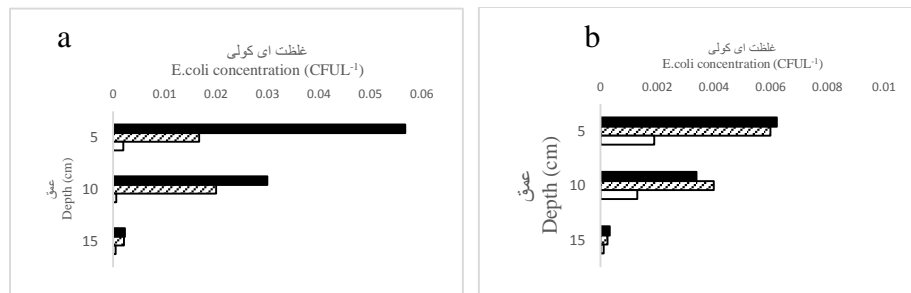 a
غلظت ای کولی
E.coli concentration (CFUL⁻¹)
0 0.01 0.02 0.03 0.04 0.05 0.06
5
10
15
عمق
Depth (cm)
b
غلظت ای کولی
E.coli concentration (CFUL⁻¹)
0 0.002 0.004 0.006 0.008 0.01
5
10
15
عمق
Depth (cm)